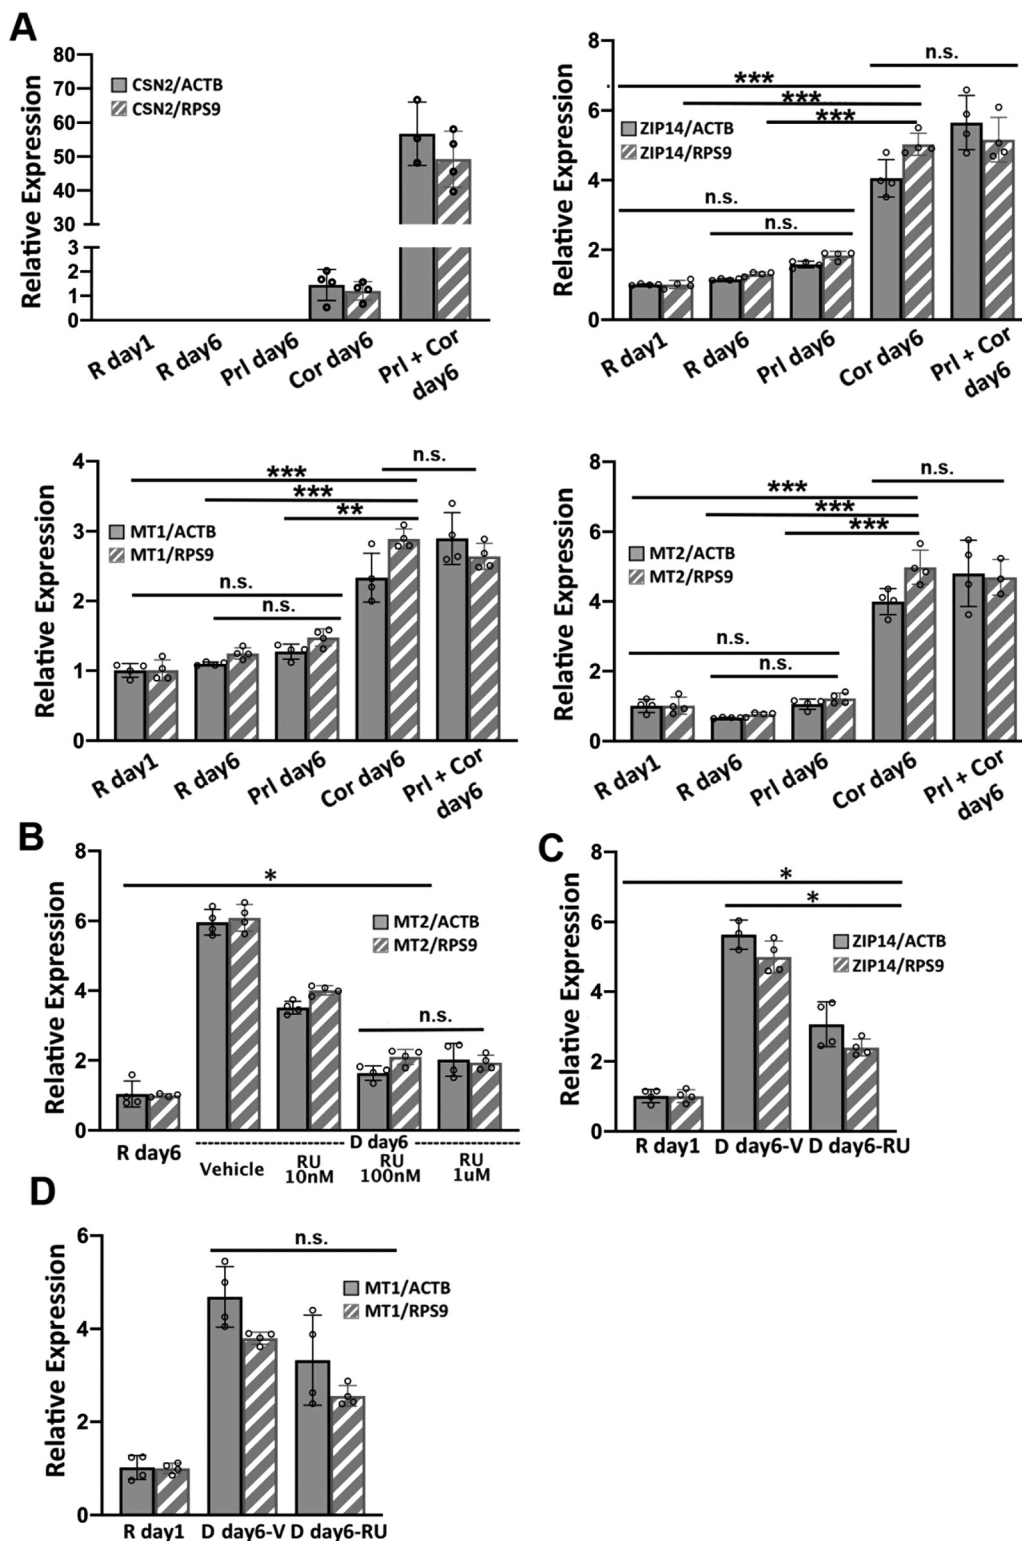 A
Relative Expression
80
70
60
50
40
30
3
2
1
0
CSN2/ACTB
CSN2/RPS9
R day1
R day6
Prl day6
Cor day6
Prl + Cor
day6
Relative Expression
8
6
4
2
0
n.s.
***
***
***
ZIP14/ACTB
ZIP14/RPS9
n.s.
n.s.
R day1
R day6
Prl day6
Cor day6
Prl + Cor
day6
Relative Expression
4
3
2
1
0
n.s.
***
***
**
MT1/ACTB
MT1/RPS9
n.s.
n.s.
R day1
R day6
Prl day6
Cor day6
Prl + Cor
day6
Relative Expression
8
6
4
2
0
n.s.
***
***
***
MT2/ACTB
MT2/RPS9
n.s.
n.s.
R day1
R day6
Prl day6
Cor day6
Prl + Cor
day6
B
Relative Expression
8
6
4
2
0
*
MT2/ACTB
MT2/RPS9
n.s.
R day6
D day6
Vehicle
RU
10nM
RU
100nM
RU
1uM
C
Relative Expression
8
6
4
2
0
*
*
ZIP14/ACTB
ZIP14/RPS9
R day1
D day6-V
D day6-RU
D
Relative Expression
6
4
2
0
n.s.
MT1/ACTB
MT1/RPS9
R day1
D day6-V
D day6-RU